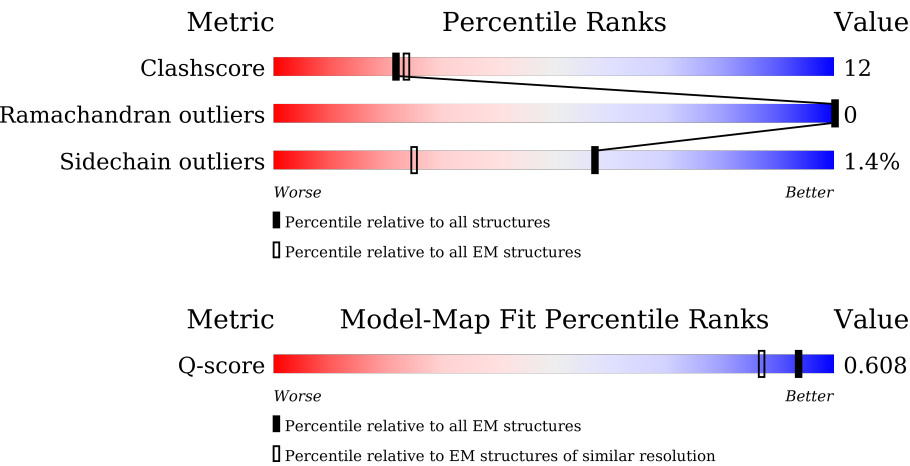 Metric Percentile Ranks Value
Clashscore 12
Ramachandran outliers 0
Sidechain outliers 1.4%
Worse Better
Percentile relative to all structures
Percentile relative to all EM structures
Metric Model-Map Fit Percentile Ranks Value
Q-score 0.608
Worse Better
Percentile relative to all EM structures
Percentile relative to EM structures of similar resolution